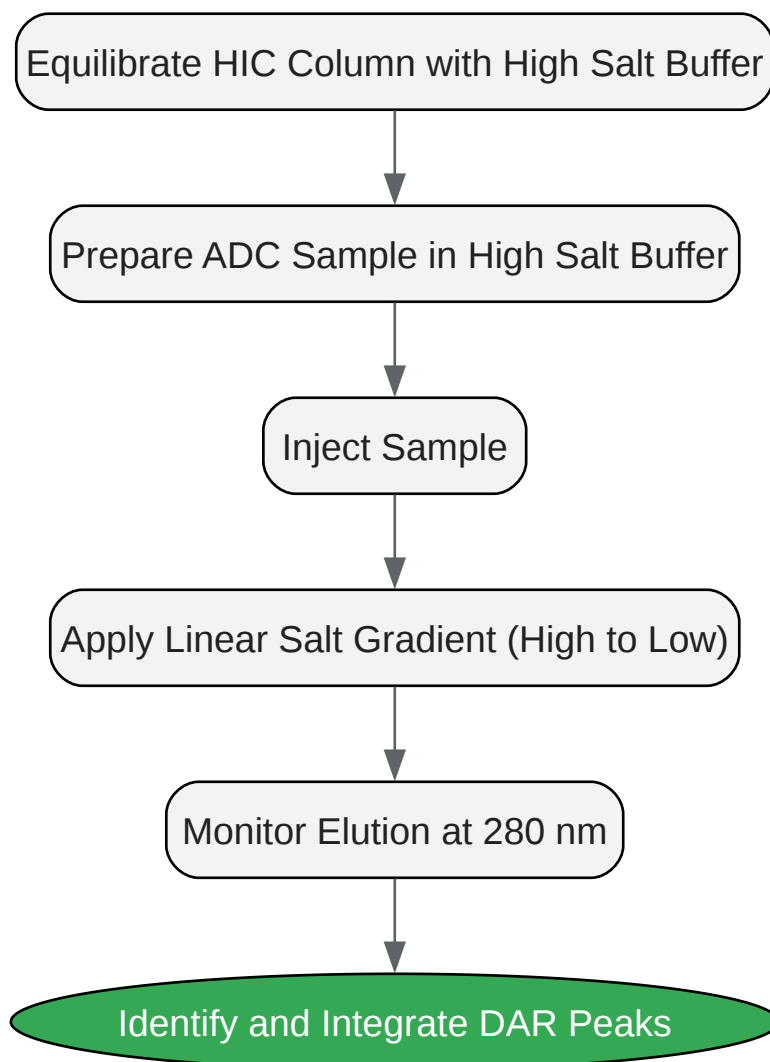 Equilibrate HIC Column with High Salt Buffer
Prepare ADC Sample in High Salt Buffer
Inject Sample
Apply Linear Salt Gradient (High to Low)
Monitor Elution at 280 nm
Identify and Integrate DAR Peaks